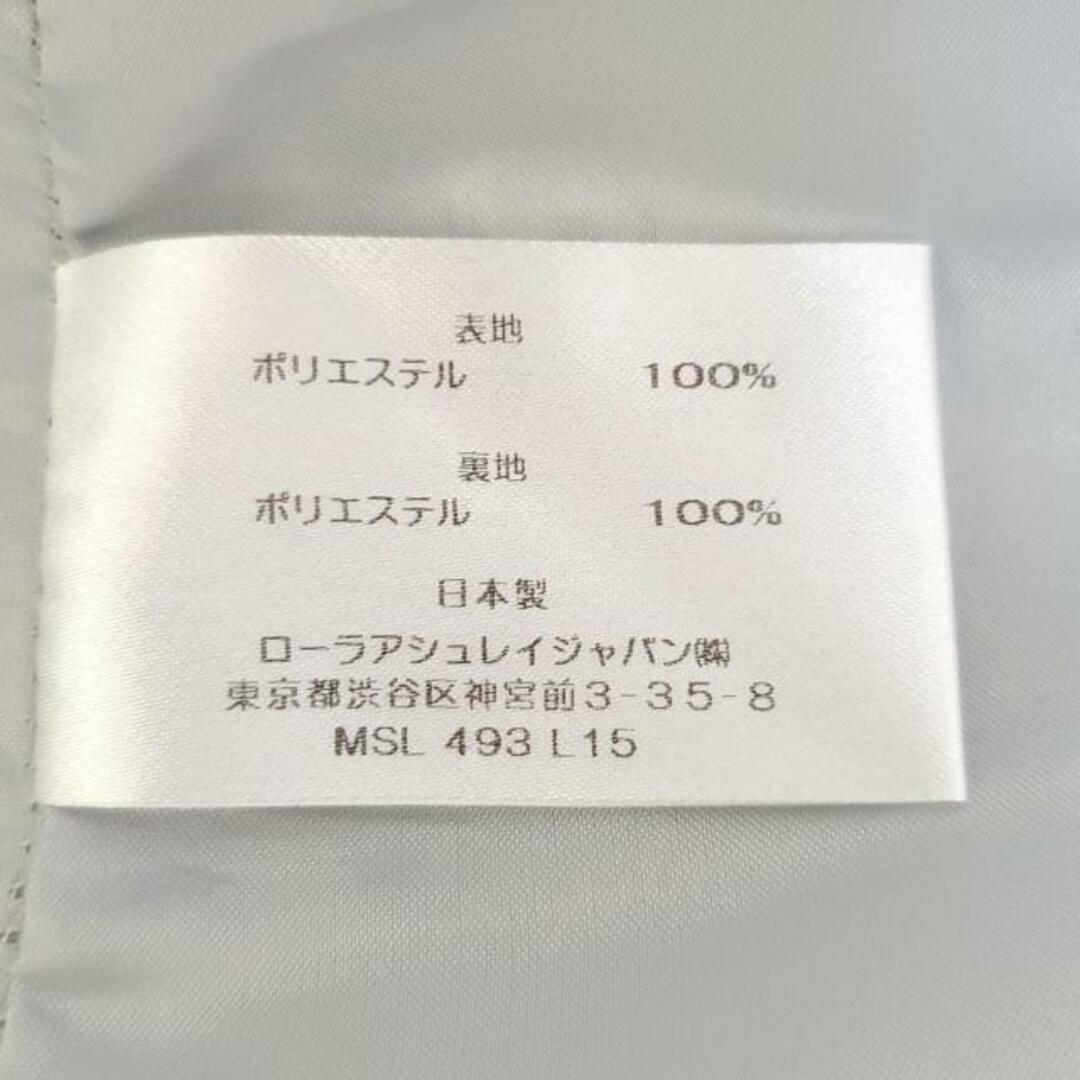 表地
ポリエステル 100%
裏地
ポリエステル 100%
日本製
ローラアシュレイジャパン㈱
東京都渋谷区神宮前3-35-8
MSL 493 L15